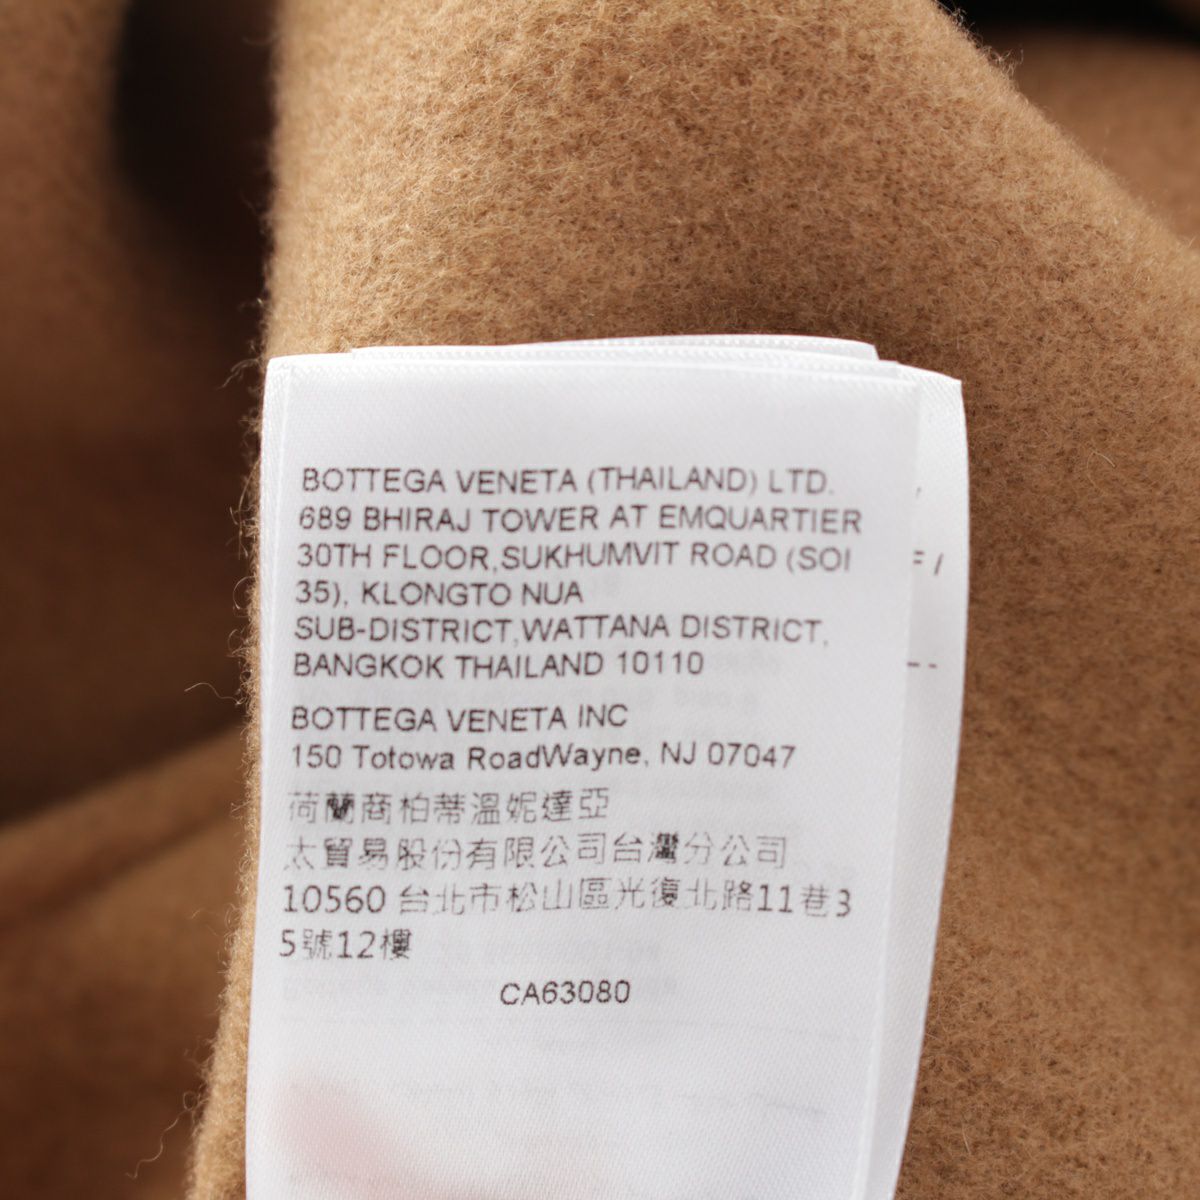 BOTTEGA VENETA (THAILAND) LTD.
689 BHIRAJ TOWER AT EMQUARTIER
30TH FLOOR,SUKHUMVIT ROAD (SOI
35), KLONGTO NUA
SUB-DISTRICT,WATTANA DISTRICT,
BANGKOK THAILAND 10110
BOTTEGA VENETA INC
150 Totowa RoadWayne, NJ 07047
荷蘭商柏蒂溫妮達亞
太貿易股份有限公司台灣分公司
10560 台北市松山區光復北路11巷3
5號12樓
CA63080